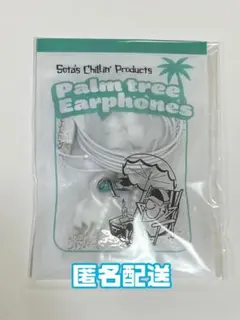 Sota's Chillin' Products
Palm tree
Earphones
匿名配送